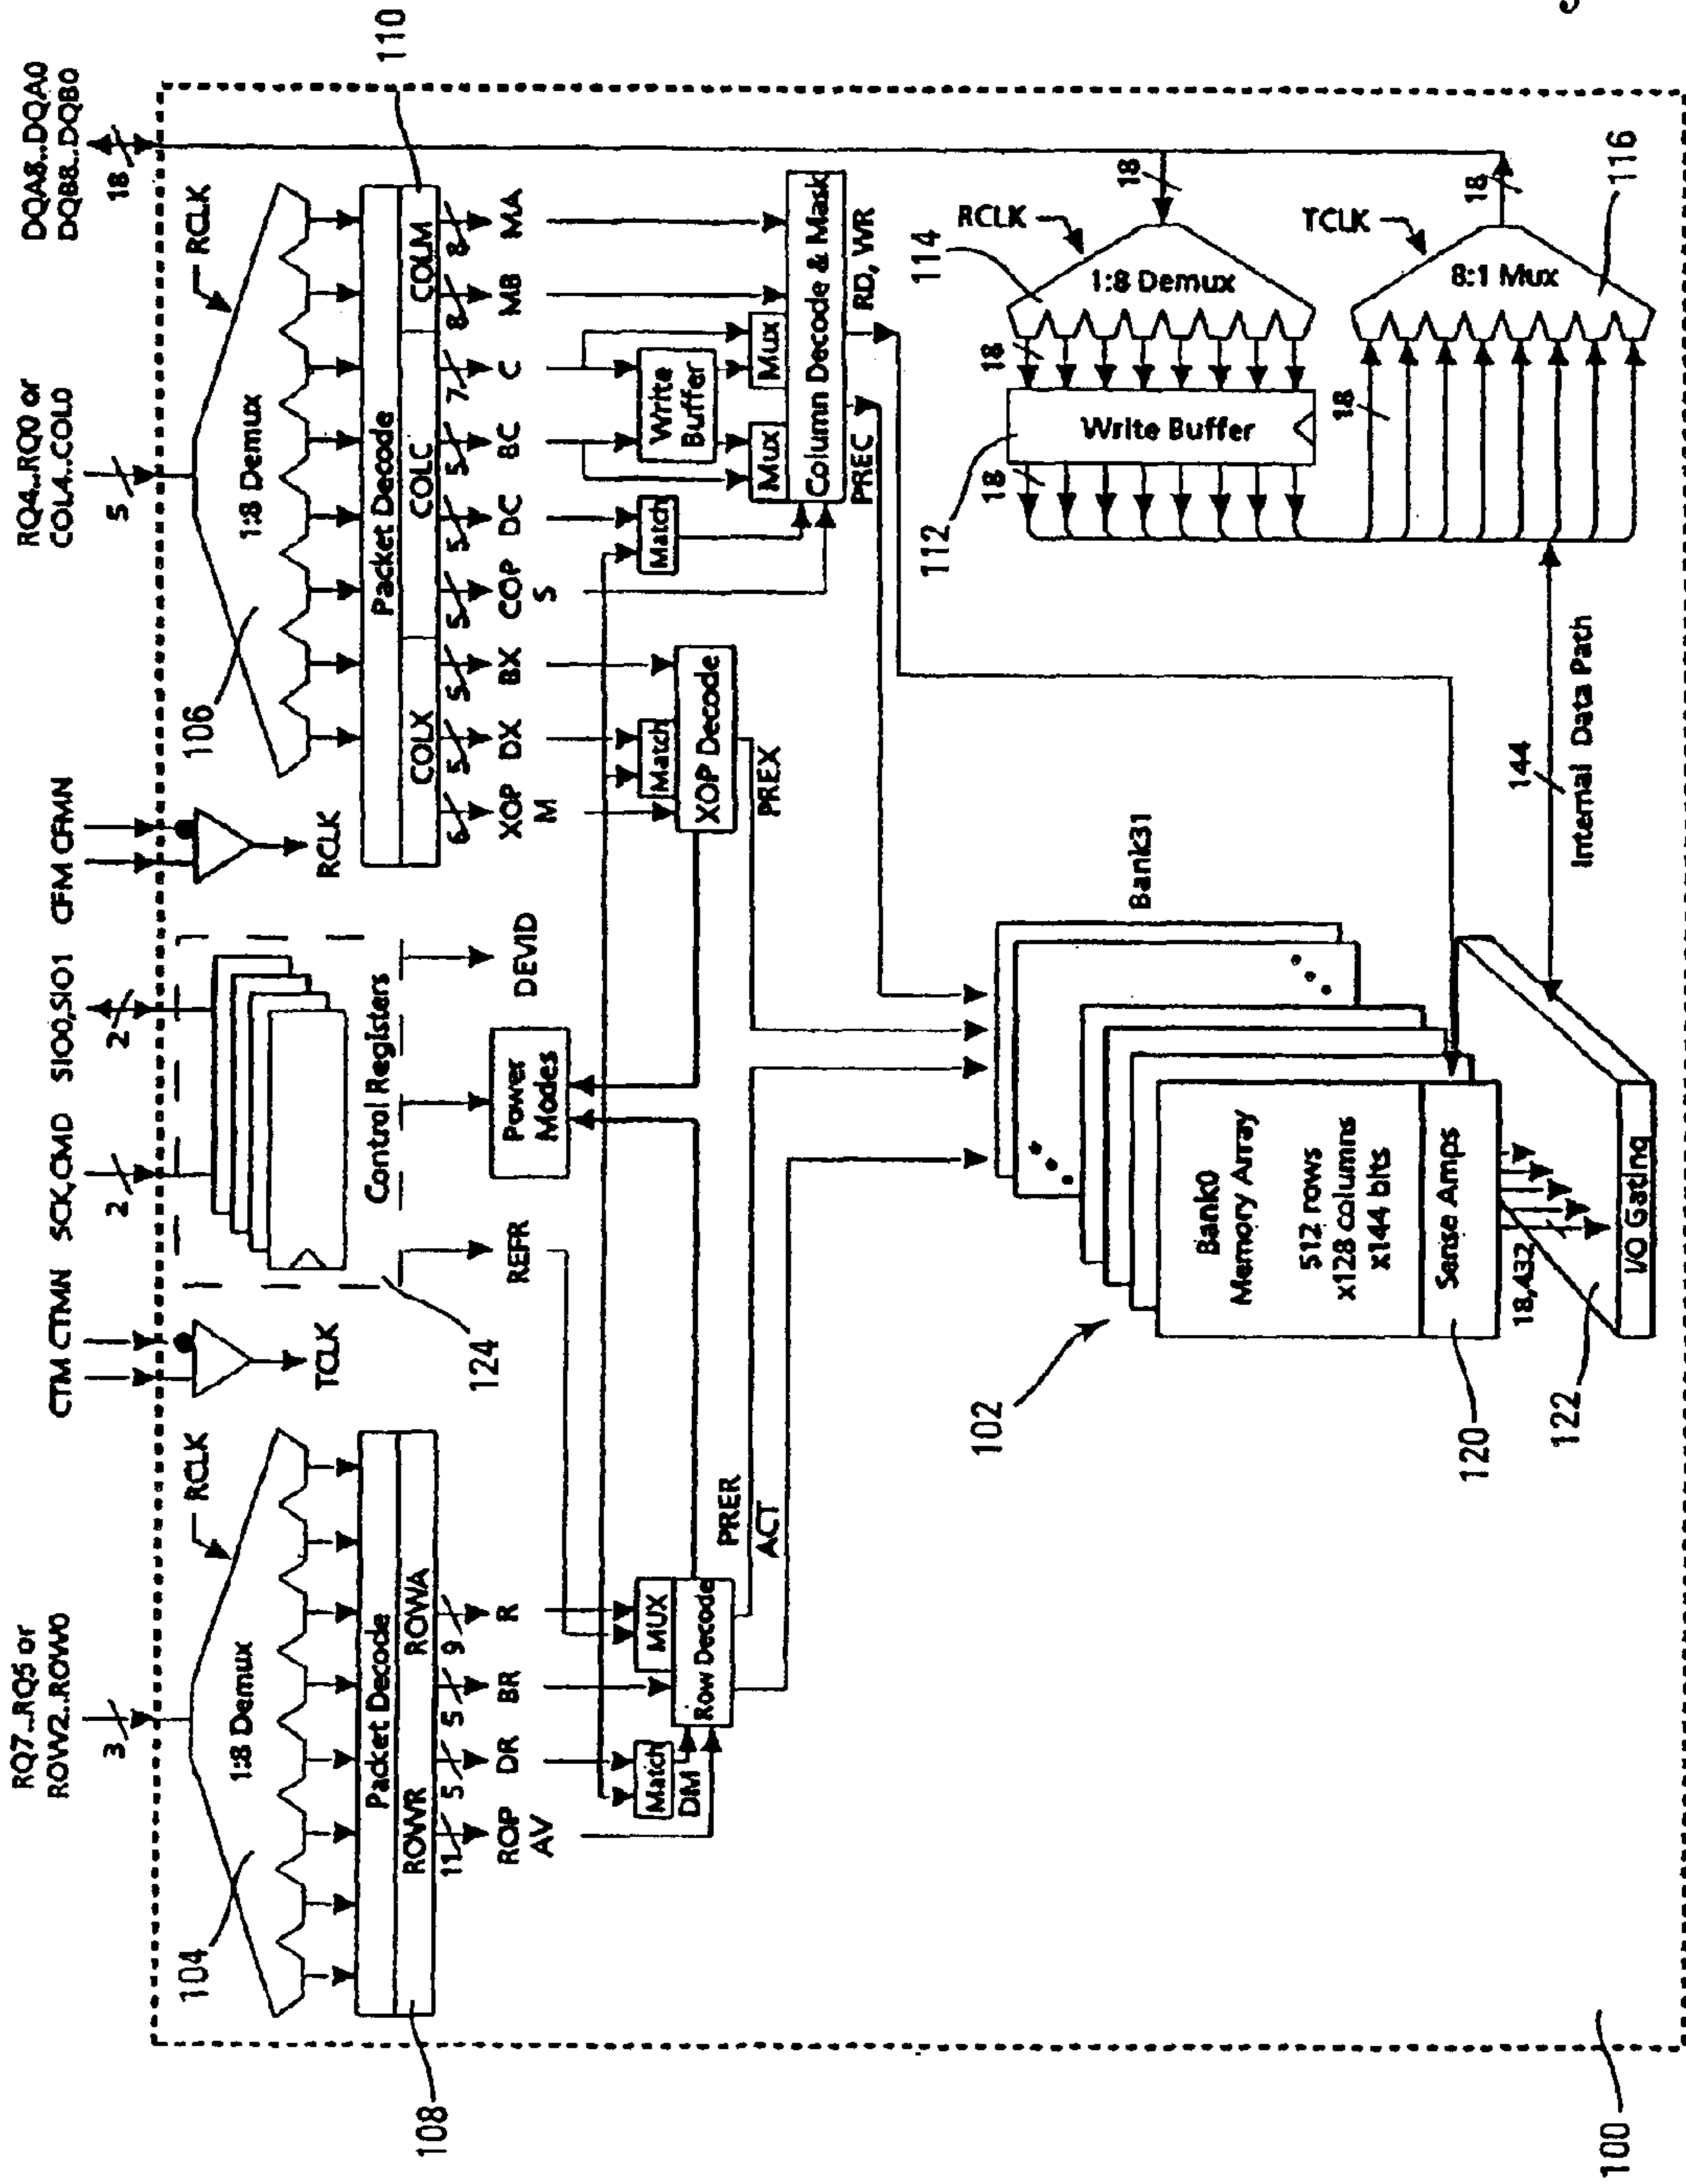 RQ7..RQ5 or
ROW2..ROW0
3
CTM CTMN
SCK,CMD
2
SIO0,SIO1
2
CFM CFMN
RQ4..RQ0 or
COL4..COL0
5
DQA8..DQA0
DQB8..DQB0
18
110
RCLK
1:8 Demux
104
TCLK
Control Registers
RCLK
106
1:8 Demux
RCLK
Packet Decode
ROWR
ROWA
108
11
5
5
9
ROP
AV
DR
BR
R
124
REFR
Power
Modes
DEVID
Packet Decode
COLX
COLC
COLM
6
5
5
5
5
5
7
8
8
XOP
M
DX
BX
COP
S
DC
BC
C
MB
MA
Match
DM
MUX
Row Decode
PRER
ACT
Match
XOP Decode
PREX
Match
Write
Buffer
Mux
Mux
Column Decode & Mask
PREC
RD, WR
102
Bank31
Bank0
Memory Array
512 rows
x128 columns
x144 bits
Sense Amps
120
18,432
122
I/O Gating
144
Internal Data Path
RCLK
114
1:8 Demux
18
18
Write Buffer
112
18
TCLK
8:1 Mux
18
18
116
100